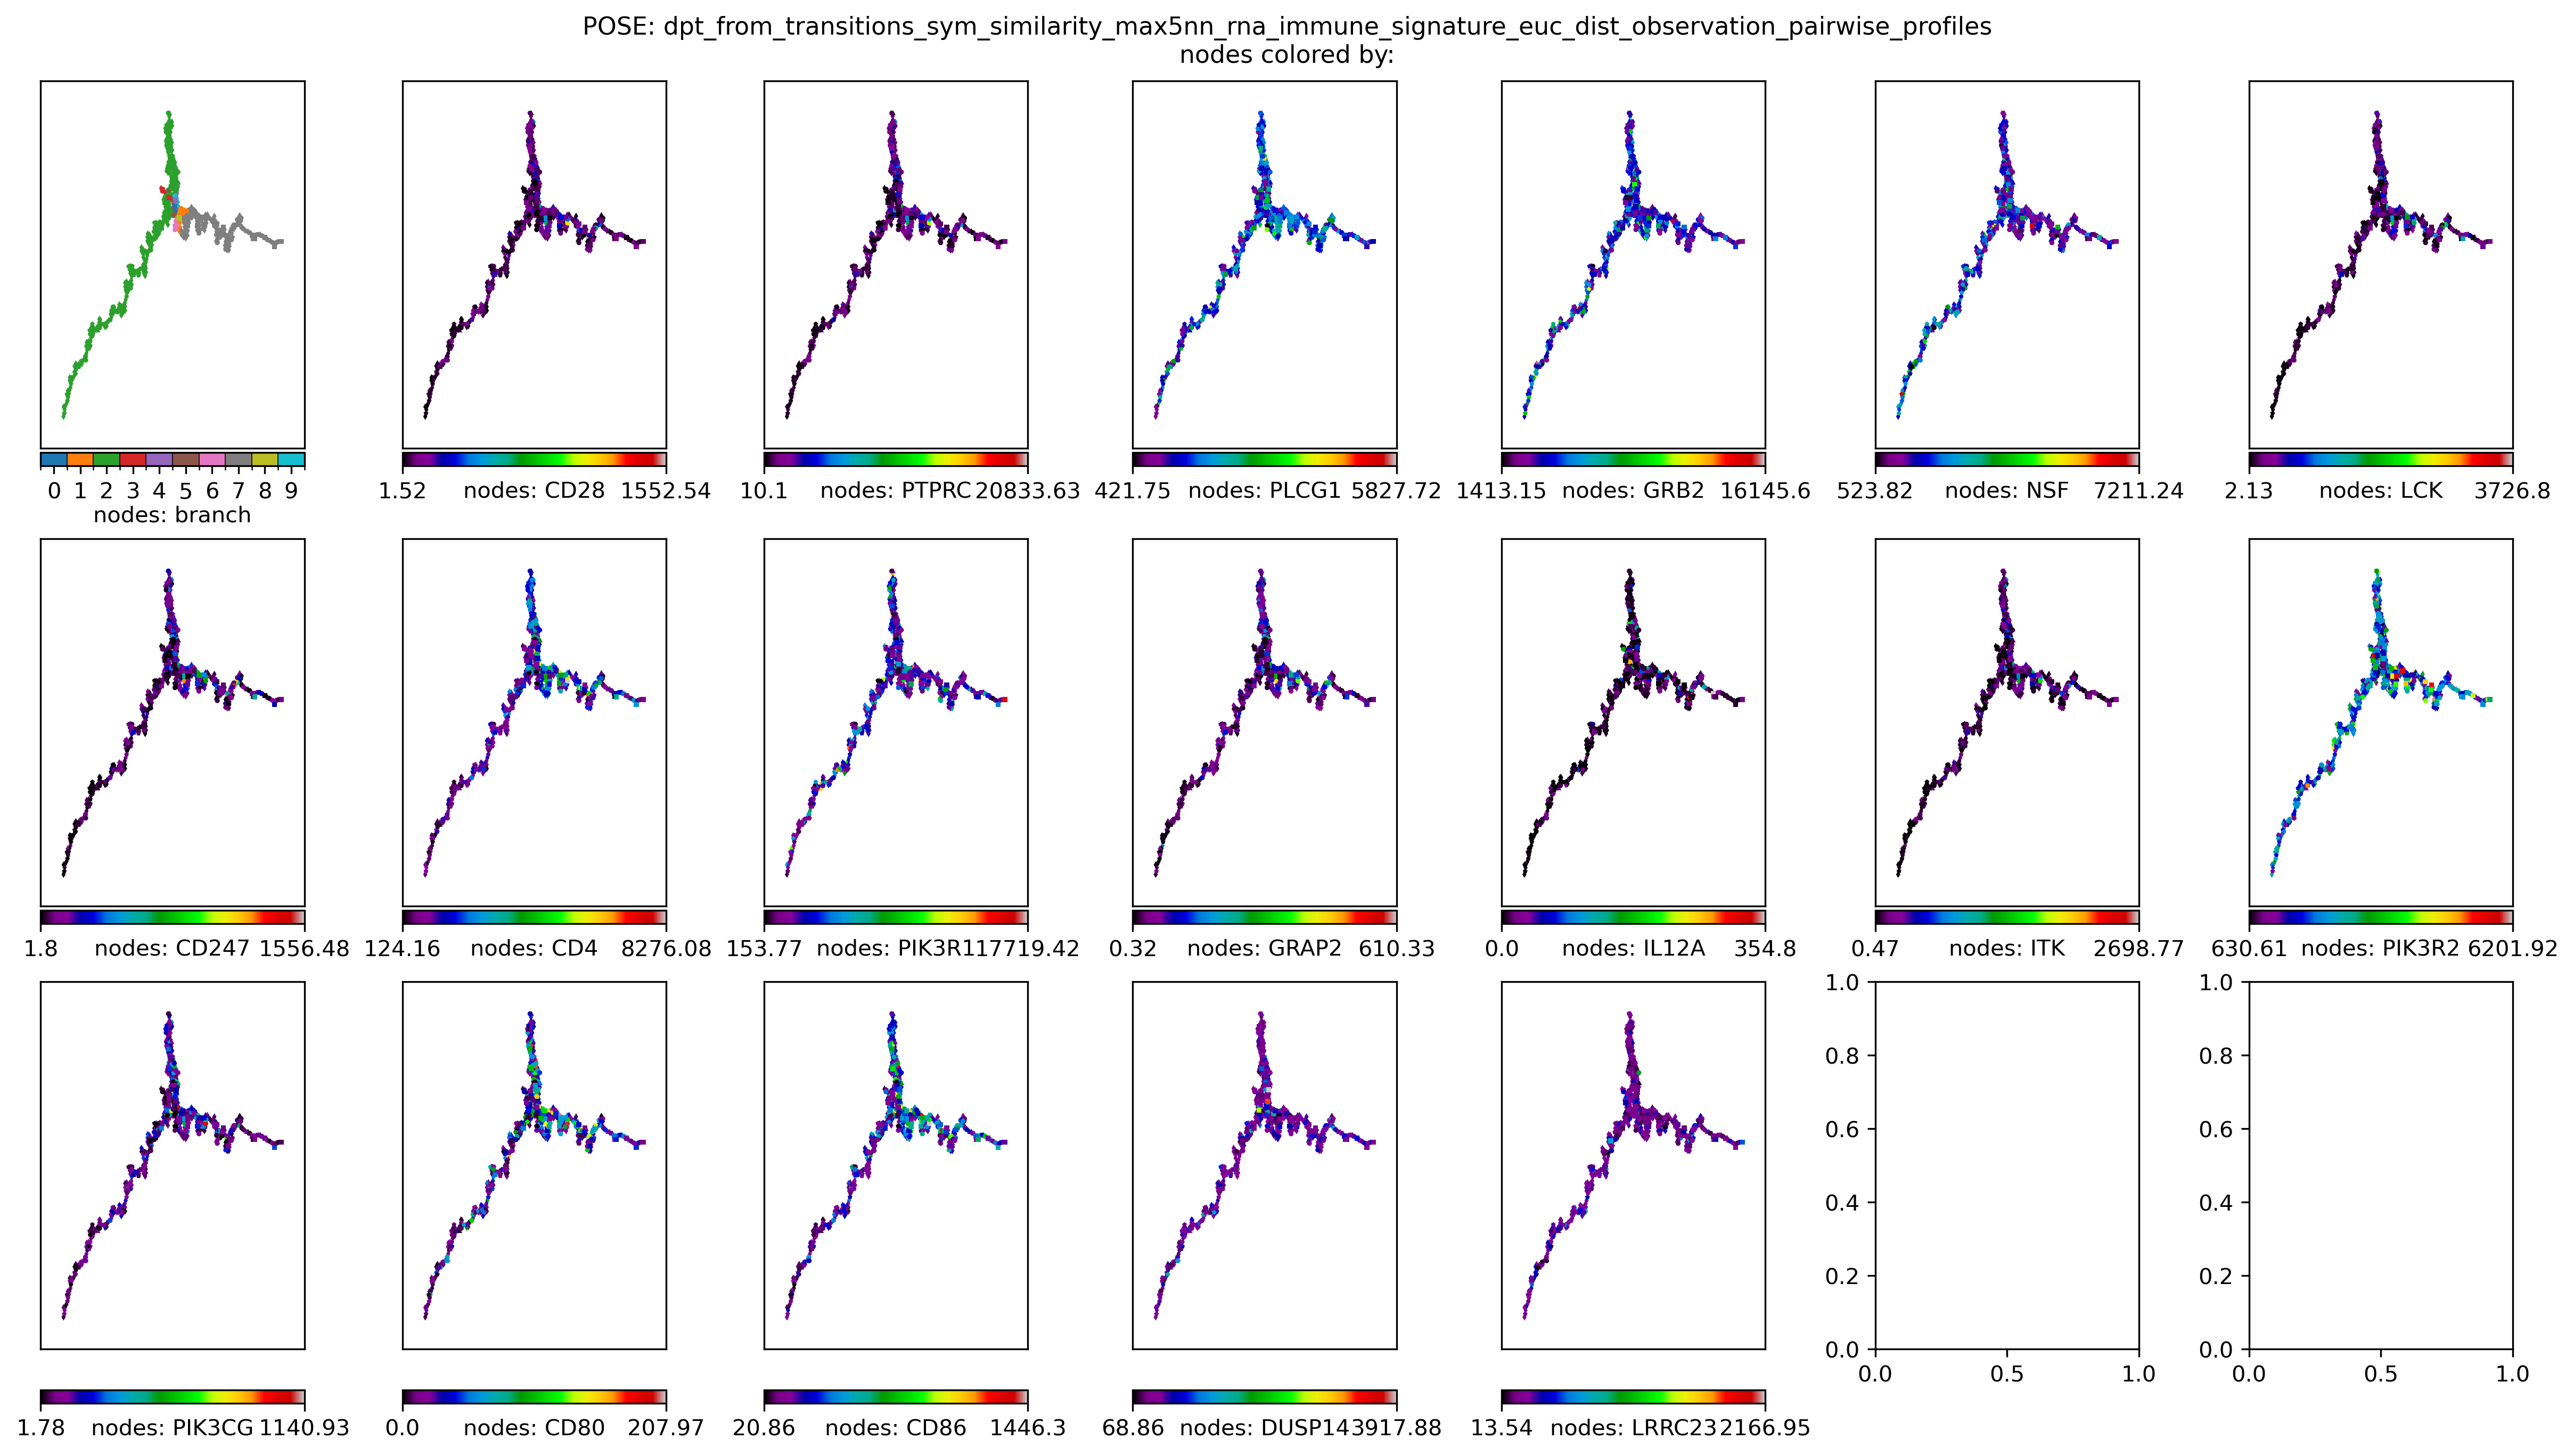 POSE: dpt_from_transitions_sym_similarity_max5nn_rna_immune_signature_euc_dist_observation_pairwise_profiles
nodes colored by:
0 1 2 3 4 5 6 7 8 9
nodes: branch
1.52 nodes: CD28 1552.54
10.1 nodes: PTPRC 20833.63
421.75 nodes: PLCG1 5827.72
1413.15 nodes: GRB2 16145.6
523.82 nodes: NSF 7211.24
2.13 nodes: LCK 3726.8
1.8 nodes: CD247 1556.48
124.16 nodes: CD4 8276.08
153.77 nodes: PIK3R117719.42
0.32 nodes: GRAP2 610.33
0.0 nodes: IL12A 354.8
0.47 nodes: ITK 2698.77
630.61 nodes: PIK3R2 6201.92
1.78 nodes: PIK3CG 1140.93
0.0 nodes: CD80 207.97
20.86 nodes: CD86 1446.3
68.86 nodes: DUSP143917.88
13.54 nodes: LRRC232166.95
1.0
0.8
0.6
0.4
0.2
0.0
0.0 0.5 1.0
1.0
0.8
0.6
0.4
0.2
0.0
0.0 0.5 1.0